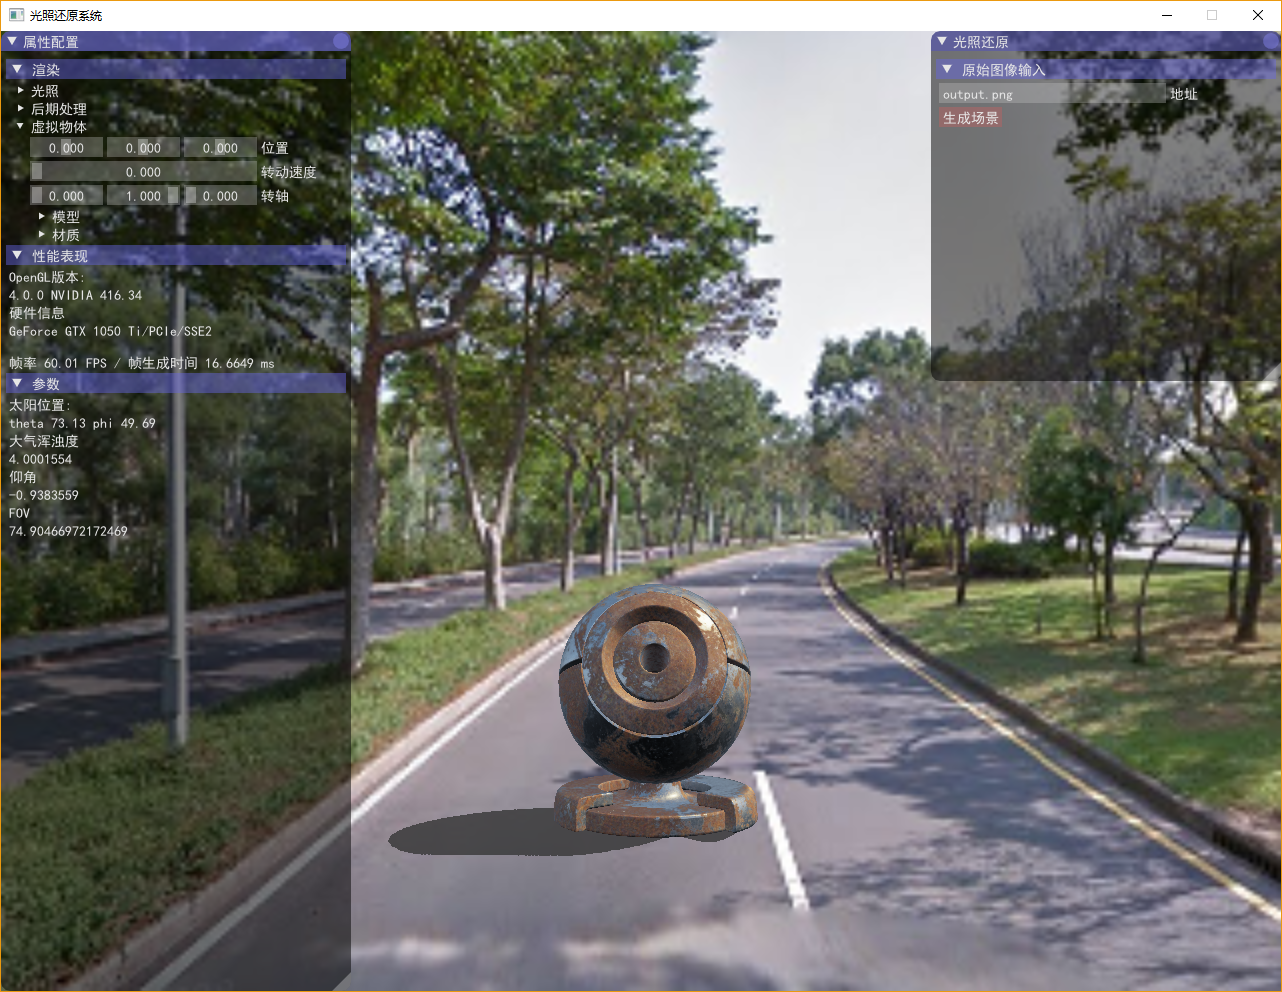 光照还原系统
属性配置
渲染
光照
后期处理
虚拟物体
0.000 0.000 0.000 位置
0.000 转动速度
0.000 1.000 0.000 转轴
模型
材质
性能表现
OpenGL版本:
4.0.0 NVIDIA 416.34
硬件信息
GeForce GTX 1050 Ti/PCIe/SSE2
帧率 60.01 FPS / 帧生成时间 16.6649 ms
参数
太阳位置:
theta 73.13 phi 49.69
大气浑浊度
4.0001554
仰角
-0.9383559
FOV
74.90466972172469
光照还原
原始图像输入
output.png 地址
生成场景